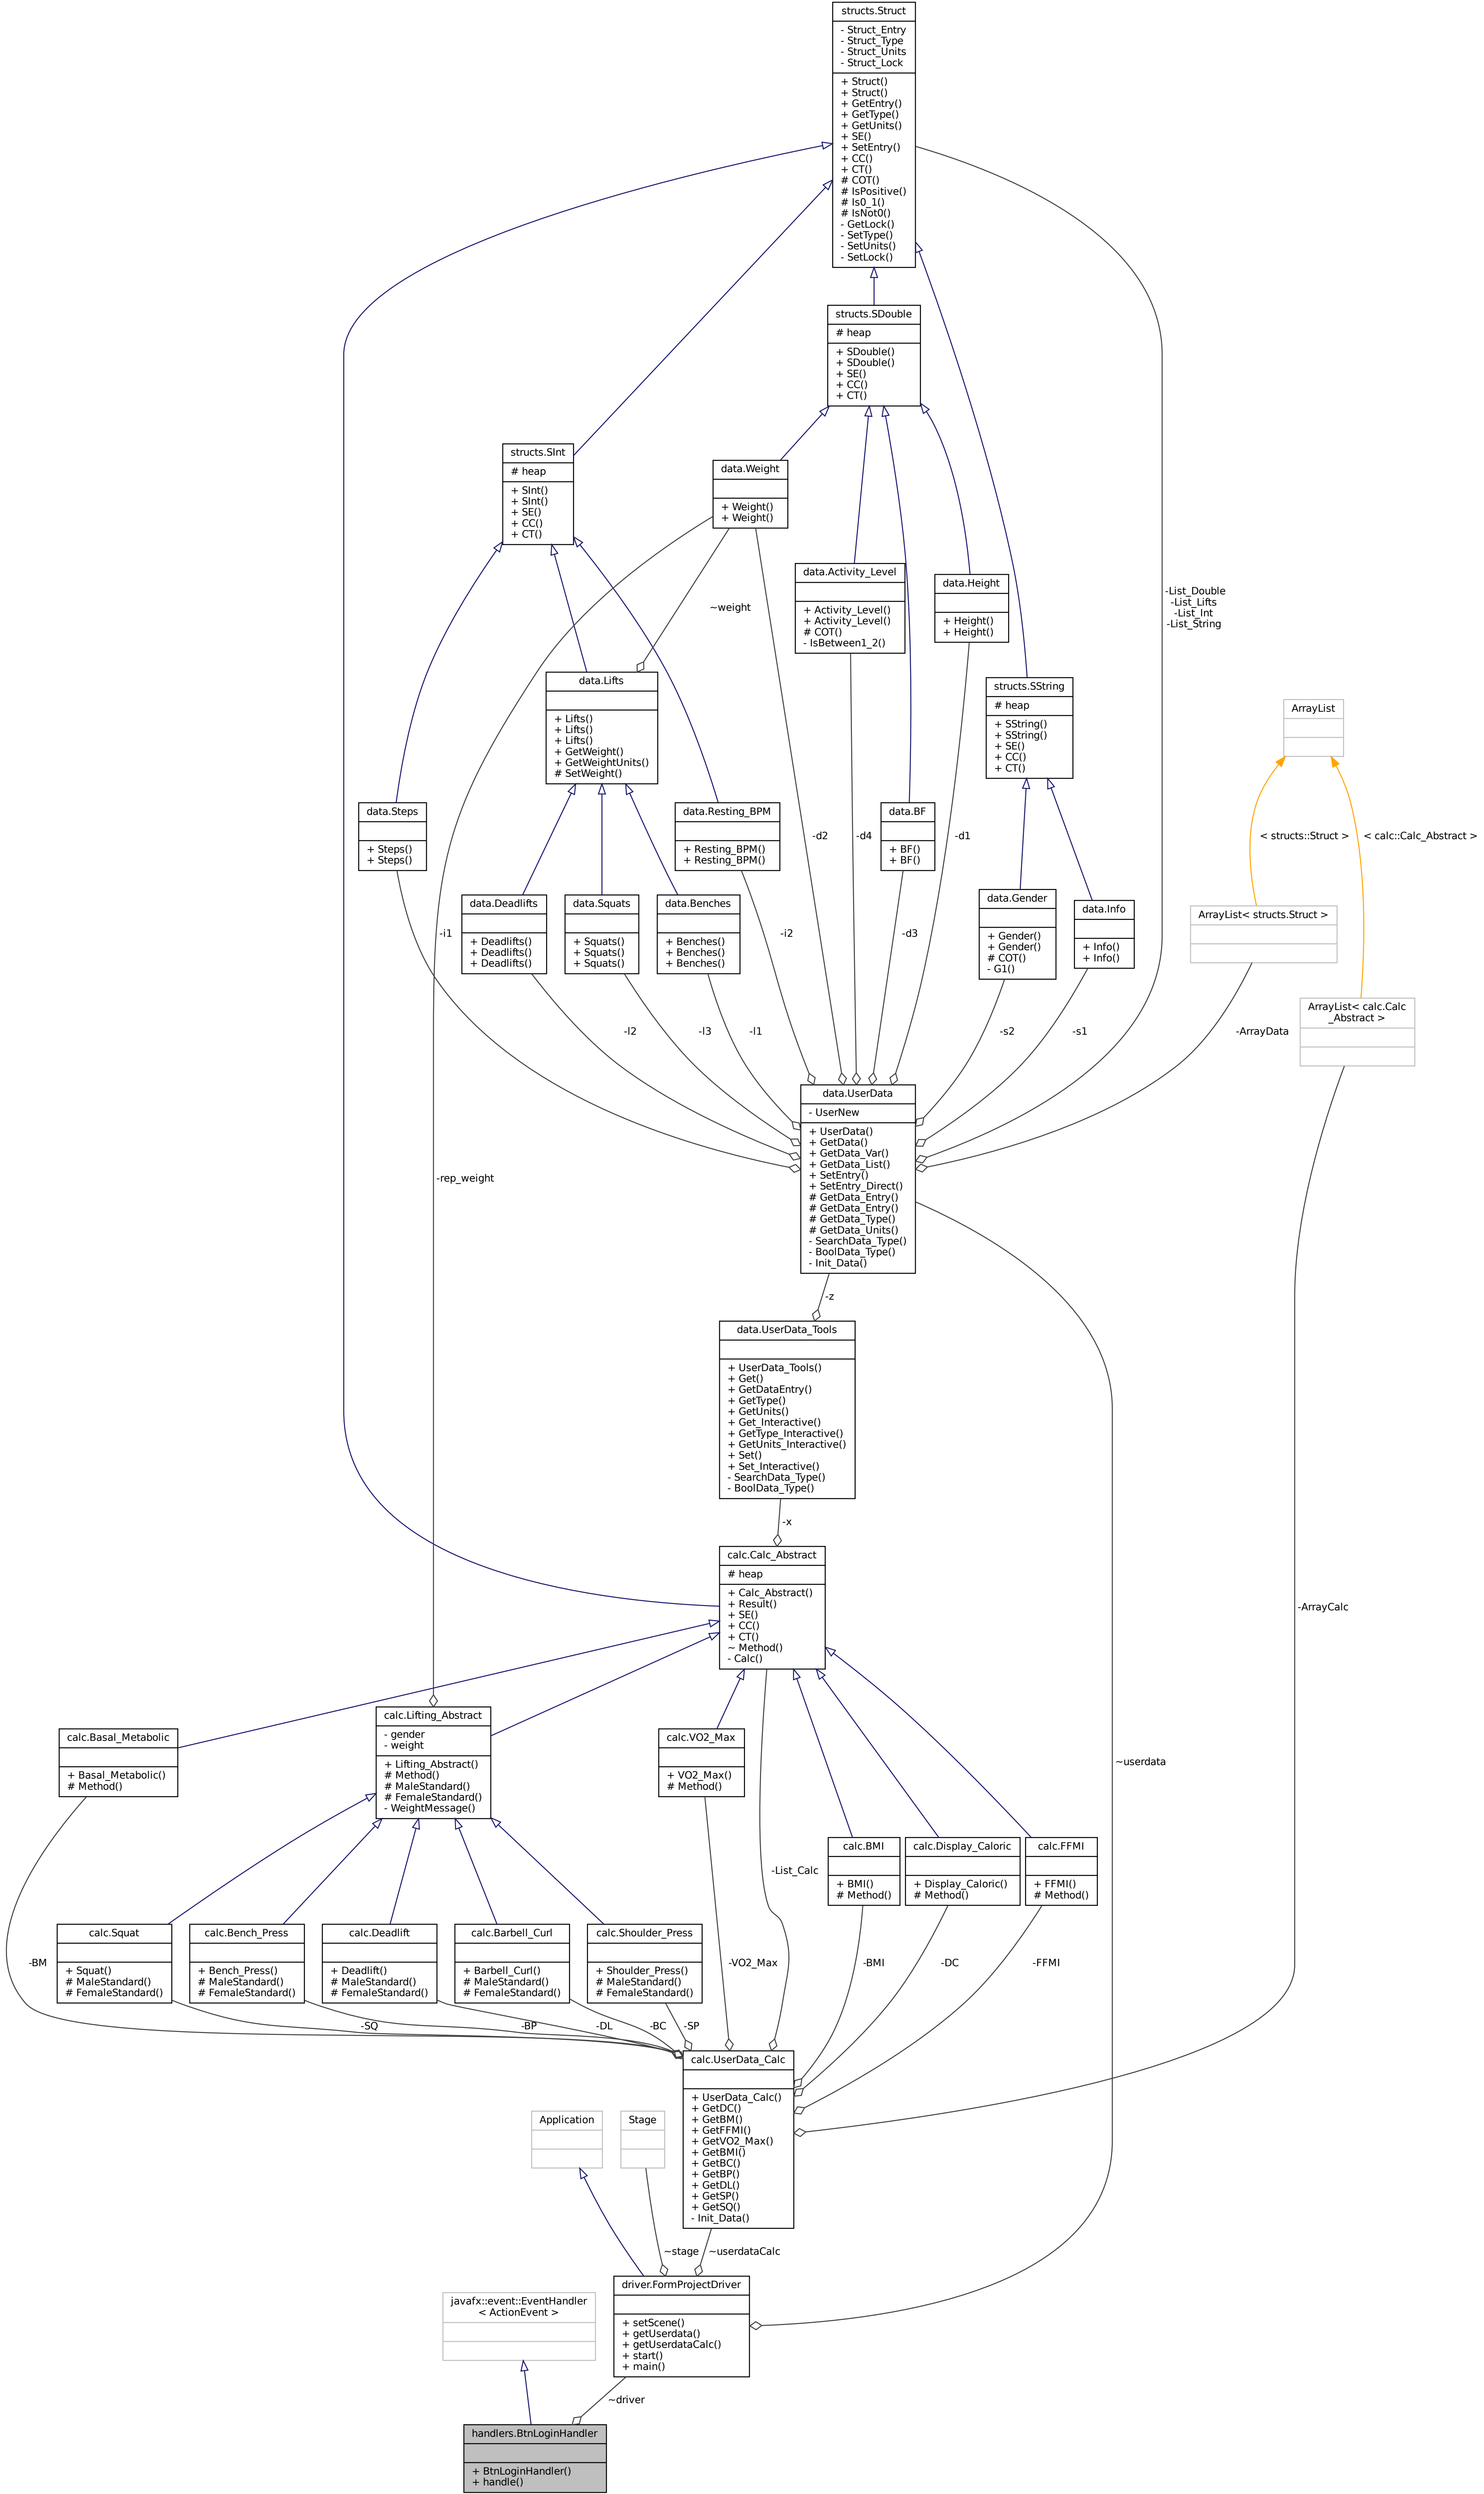 structs.Struct
- Struct_Entry
- Struct_Type
- Struct_Units
- Struct_Lock
+ Struct()
+ Struct()
+ GetEntry()
+ GetType()
+ GetUnits()
+ SE()
+ SetEntry()
+ CC()
+ CT()
# COT()
# IsPositive()
# Is0_1()
# IsNot0()
- GetLock()
- SetType()
- SetUnits()
- SetLock()
structs.SDouble
# heap
+ SDouble()
+ SDouble()
+ SE()
+ CC()
+ CT()
structs.SInt
# heap
+ SInt()
+ SInt()
+ SE()
+ CC()
+ CT()
data.Weight
+ Weight()
+ Weight()
data.Activity_Level
+ Activity_Level()
+ Activity_Level()
# COT()
- IsBetween1_2()
data.Height
+ Height()
+ Height()
~weight
-List_Double
-List_Lifts
-List_Int
-List_String
data.Lifts
+ Lifts()
+ Lifts()
+ Lifts()
+ GetWeight()
+ GetWeightUnits()
# SetWeight()
structs.SString
# heap
+ SString()
+ SString()
+ SE()
+ CC()
+ CT()
ArrayList
data.Steps
+ Steps()
+ Steps()
data.Resting_BPM
+ Resting_BPM()
+ Resting_BPM()
-d2
-d4
data.BF
+ BF()
+ BF()
-d1
< structs::Struct >
< calc::Calc_Abstract >
data.Deadlifts
+ Deadlifts()
+ Deadlifts()
+ Deadlifts()
data.Squats
+ Squats()
+ Squats()
+ Squats()
data.Benches
+ Benches()
+ Benches()
+ Benches()
data.Gender
+ Gender()
+ Gender()
# COT()
- G1()
data.Info
+ Info()
+ Info()
ArrayList< structs.Struct >
-i1
-i2
-d3
ArrayList< calc.Calc
_Abstract >
-l2
-l3
-l1
-s2
-s1
-ArrayData
data.UserData
- UserNew
+ UserData()
+ GetData()
+ GetData_Var()
+ GetData_List()
+ SetEntry()
+ SetEntry_Direct()
# GetData_Entry()
# GetData_Entry()
# GetData_Type()
# GetData_Units()
- SearchData_Type()
- BoolData_Type()
- Init_Data()
-rep_weight
-z
data.UserData_Tools
+ UserData_Tools()
+ Get()
+ GetDataEntry()
+ GetType()
+ GetUnits()
+ Get_Interactive()
+ GetType_Interactive()
+ GetUnits_Interactive()
+ Set()
+ Set_Interactive()
- SearchData_Type()
- BoolData_Type()
-x
calc.Calc_Abstract
# heap
+ Calc_Abstract()
+ Result()
+ SE()
+ CC()
+ CT()
~ Method()
- Calc()
-ArrayCalc
calc.Basal_Metabolic
+ Basal_Metabolic()
# Method()
calc.Lifting_Abstract
- gender
- weight
+ Lifting_Abstract()
# Method()
# MaleStandard()
# FemaleStandard()
- WeightMessage()
calc.VO2_Max
+ VO2_Max()
# Method()
~userdata
-List_Calc
calc.BMI
+ BMI()
# Method()
calc.Display_Caloric
+ Display_Caloric()
# Method()
calc.FFMI
+ FFMI()
# Method()
calc.Squat
+ Squat()
# MaleStandard()
# FemaleStandard()
calc.Bench_Press
+ Bench_Press()
# MaleStandard()
# FemaleStandard()
calc.Deadlift
+ Deadlift()
# MaleStandard()
# FemaleStandard()
calc.Barbell_Curl
+ Barbell_Curl()
# MaleStandard()
# FemaleStandard()
calc.Shoulder_Press
+ Shoulder_Press()
# MaleStandard()
# FemaleStandard()
-BM
-VO2_Max
-BMI
-DC
-FFMI
-SQ
-BP
-DL
-BC
-SP
calc.UserData_Calc
+ UserData_Calc()
+ GetDC()
+ GetBM()
+ GetFFMI()
+ GetVO2_Max()
+ GetBMI()
+ GetBC()
+ GetBP()
+ GetDL()
+ GetSP()
+ GetSQ()
- Init_Data()
Application
Stage
~stage
~userdataCalc
driver.FormProjectDriver
+ setScene()
+ getUserdata()
+ getUserdataCalc()
+ start()
+ main()
javafx::event::EventHandler
< ActionEvent >
~driver
handlers.BtnLoginHandler
+ BtnLoginHandler()
+ handle()